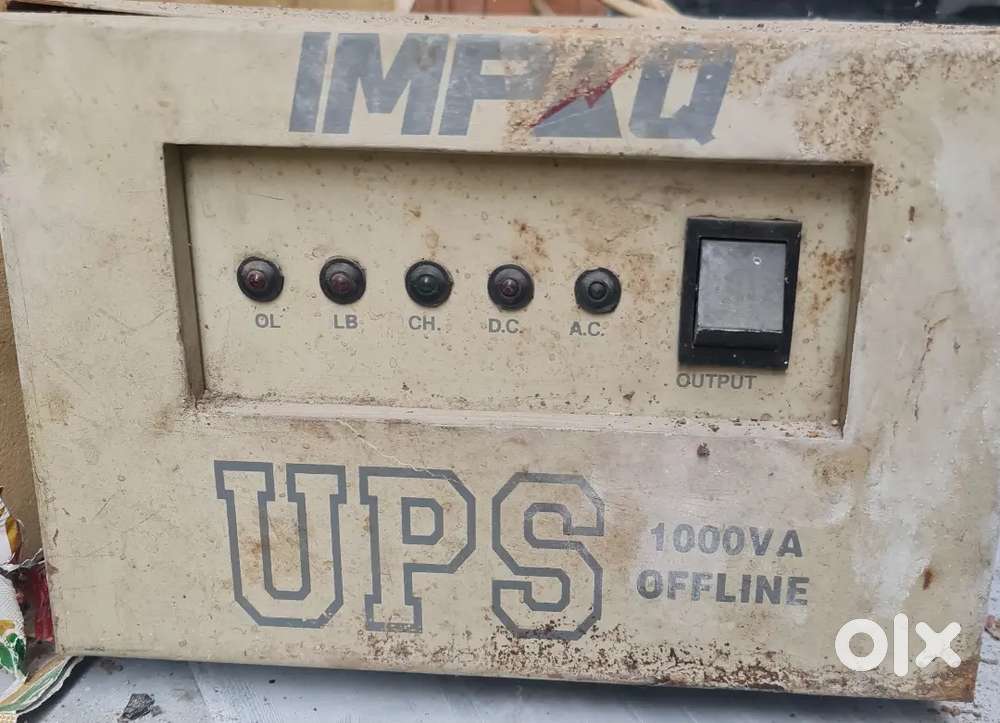 IMPAQ
OL LB CH. D.C. A.C.
OUTPUT
UPS
1000VA
OFFLINE
olx